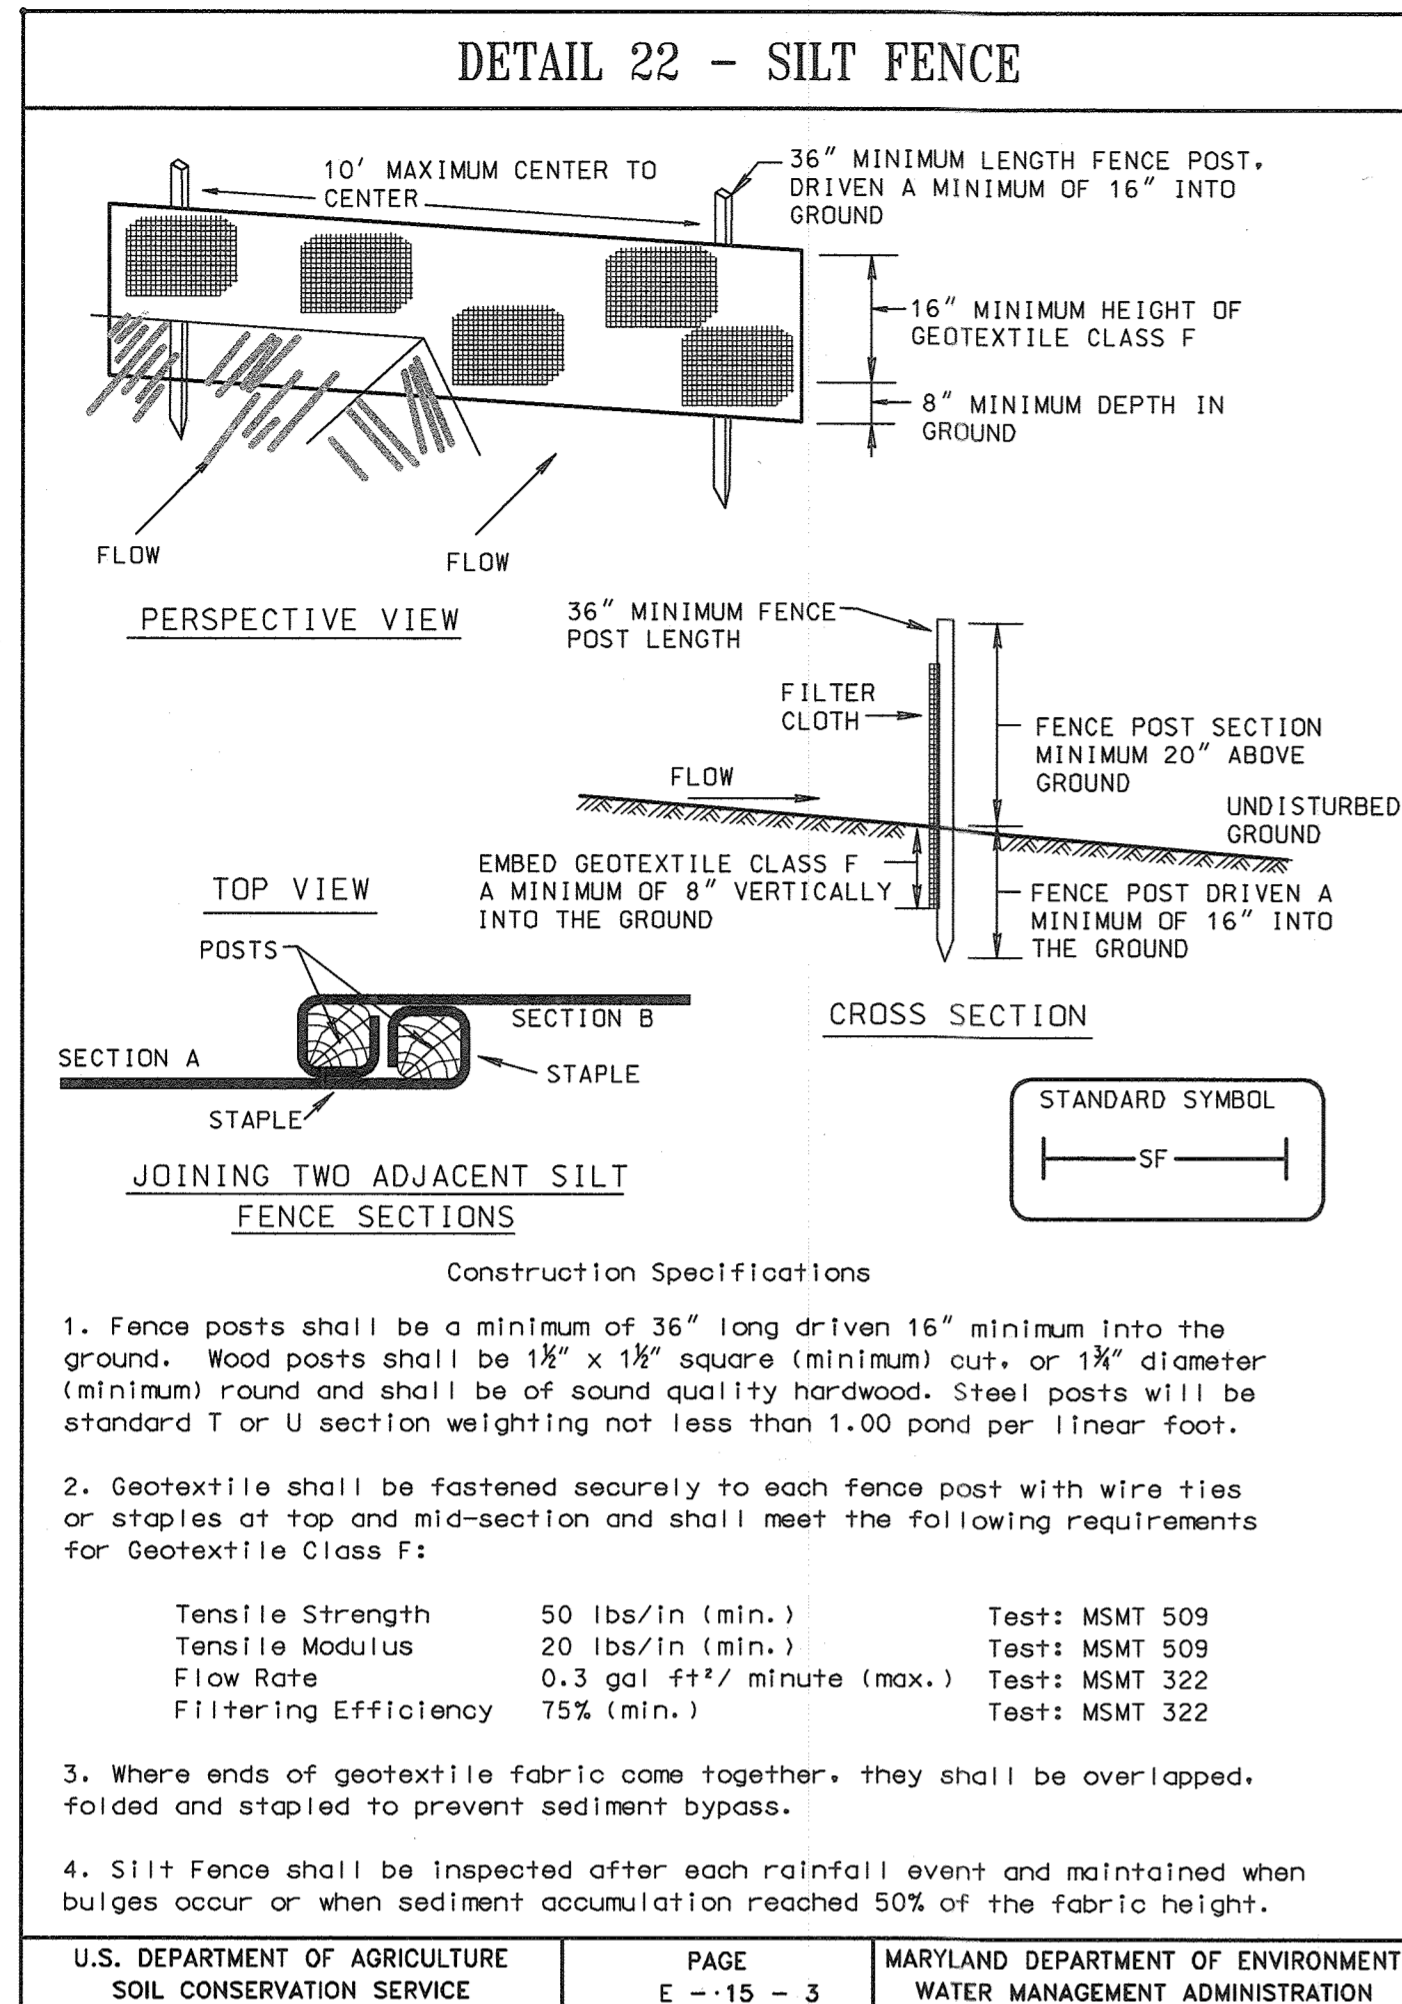 DETAIL 22 - SILT FENCE
10' MAXIMUM CENTER TO
CENTER
36" MINIMUM LENGTH FENCE POST,
DRIVEN A MINIMUM OF 16" INTO
GROUND
16" MINIMUM HEIGHT OF
GEOTEXTILE CLASS F
8" MINIMUM DEPTH IN
GROUND
FLOW
FLOW
PERSPECTIVE VIEW
36" MINIMUM FENCE
POST LENGTH
FILTER
CLOTH
FLOW
FENCE POST SECTION
MINIMUM 20" ABOVE
GROUND
UNDISTURBED
GROUND
EMBED GEOTEXTILE CLASS F
A MINIMUM OF 8" VERTICALLY
INTO THE GROUND
FENCE POST DRIVEN A
MINIMUM OF 16" INTO
THE GROUND
CROSS SECTION
TOP VIEW
POSTS
SECTION B
SECTION A
STAPLE
STAPLE
JOINING TWO ADJACENT SILT
FENCE SECTIONS
STANDARD SYMBOL
SF
Construction Specifications
1. Fence posts shall be a minimum of 36" long driven 16" minimum into the
ground. Wood posts shall be 1½" x 1½" square (minimum) cut, or 1¾" diameter
(minimum) round and shall be of sound quality hardwood. Steel posts will be
standard T or U section weighting not less than 1.00 pond per linear foot.
2. Geotextile shall be fastened securely to each fence post with wire ties
or staples at top and mid-section and shall meet the following requirements
for Geotextile Class F:
Tensile Strength 50 lbs/in (min.) Test: MSMT 509
Tensile Modulus 20 lbs/in (min.) Test: MSMT 509
Flow Rate 0.3 gal ft²/ minute (max.) Test: MSMT 322
Filtering Efficiency 75% (min.) Test: MSMT 322
3. Where ends of geotextile fabric come together, they shall be overlapped,
folded and stapled to prevent sediment bypass.
4. Silt Fence shall be inspected after each rainfall event and maintained when
bulges occur or when sediment accumulation reached 50% of the fabric height.
U.S. DEPARTMENT OF AGRICULTURE
SOIL CONSERVATION SERVICE
PAGE
E - 15 - 3
MARYLAND DEPARTMENT OF ENVIRONMENT
WATER MANAGEMENT ADMINISTRATION